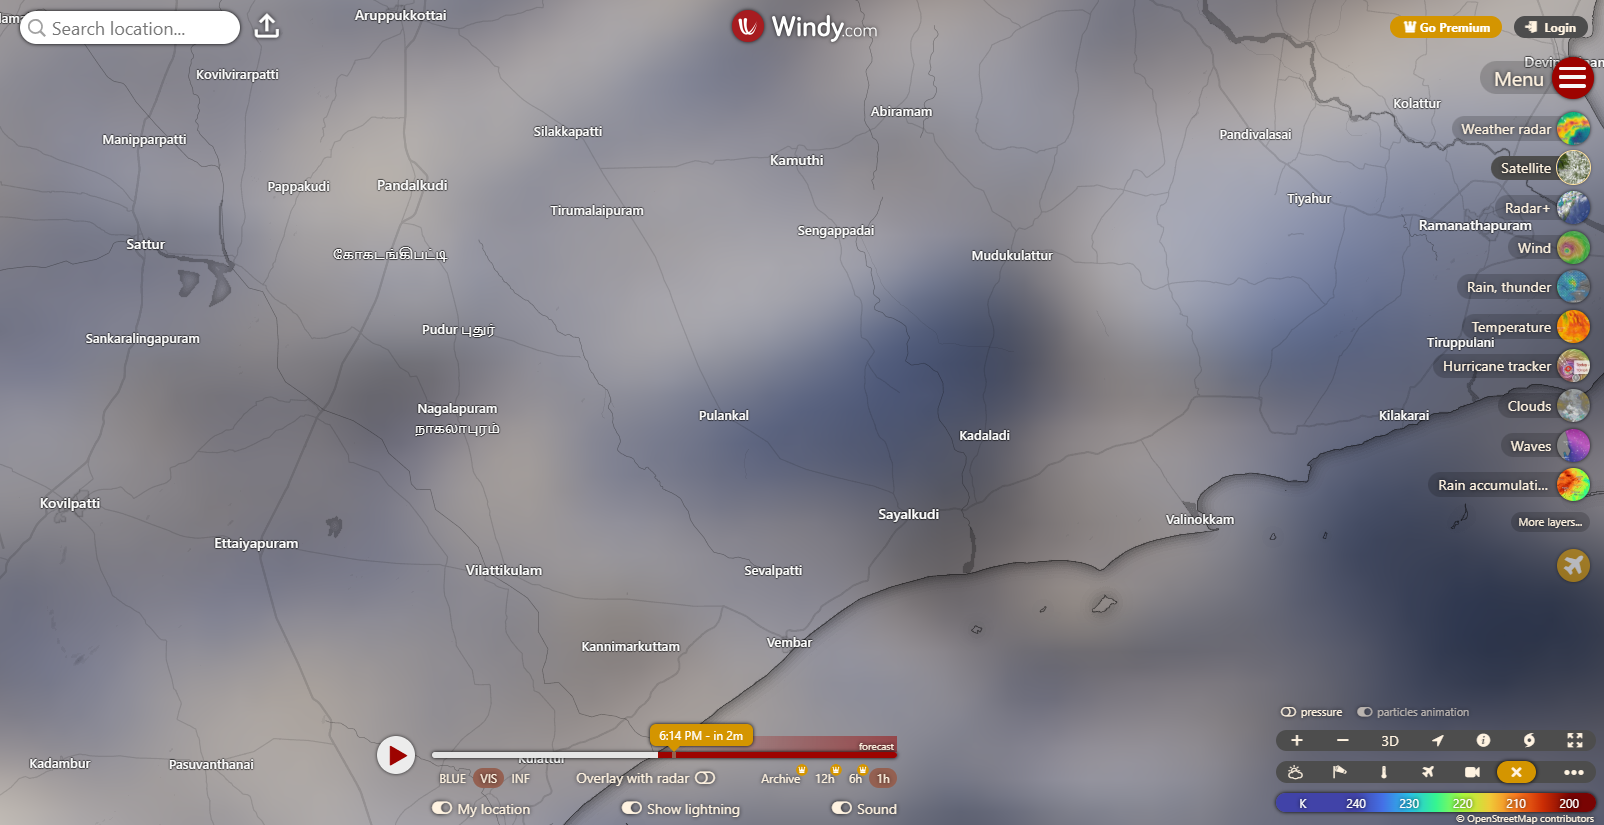 Search location...
Windy.com
Go Premium
Login
Menu
Weather radar
Satellite
Radar+
Wind
Rain, thunder
Temperature
Hurricane tracker
Clouds
Waves
Rain accumulati...
More layers...
Aruppukkottai
Kovilvirarpatti
Kolattur
Abiramam
Manipparpatti
Silakkapatti
Pandivalasai
Kamuthi
Pappakudi
Pandalkudi
Tiyahur
Tirumalaipuram
Ramanathapuram
Sengappadai
Sattur
கோகடங்கிபட்டி
Mudukulattur
Pudur புதூர்
Sankaralingapuram
Tiruppulani
Nagalapuram
நாகலாபுரம்
Pulankal
Kilakarai
Kadaladi
Kovilpatti
Sayalkudi
Valinokkam
Ettaiyapuram
Vilattikulam
Sevalpatti
Kannimarkuttam
Vembar
Kadambur
Pasuvanthanai
Kulattur
6:14 PM - in 2m
forecast
BLUE VIS INF
Overlay with radar
Archive 12h 6h 1h
My location
Show lightning
Sound
pressure
particles animation
+ − 3D
K 240 230 220 210 200
© OpenStreetMap contributors